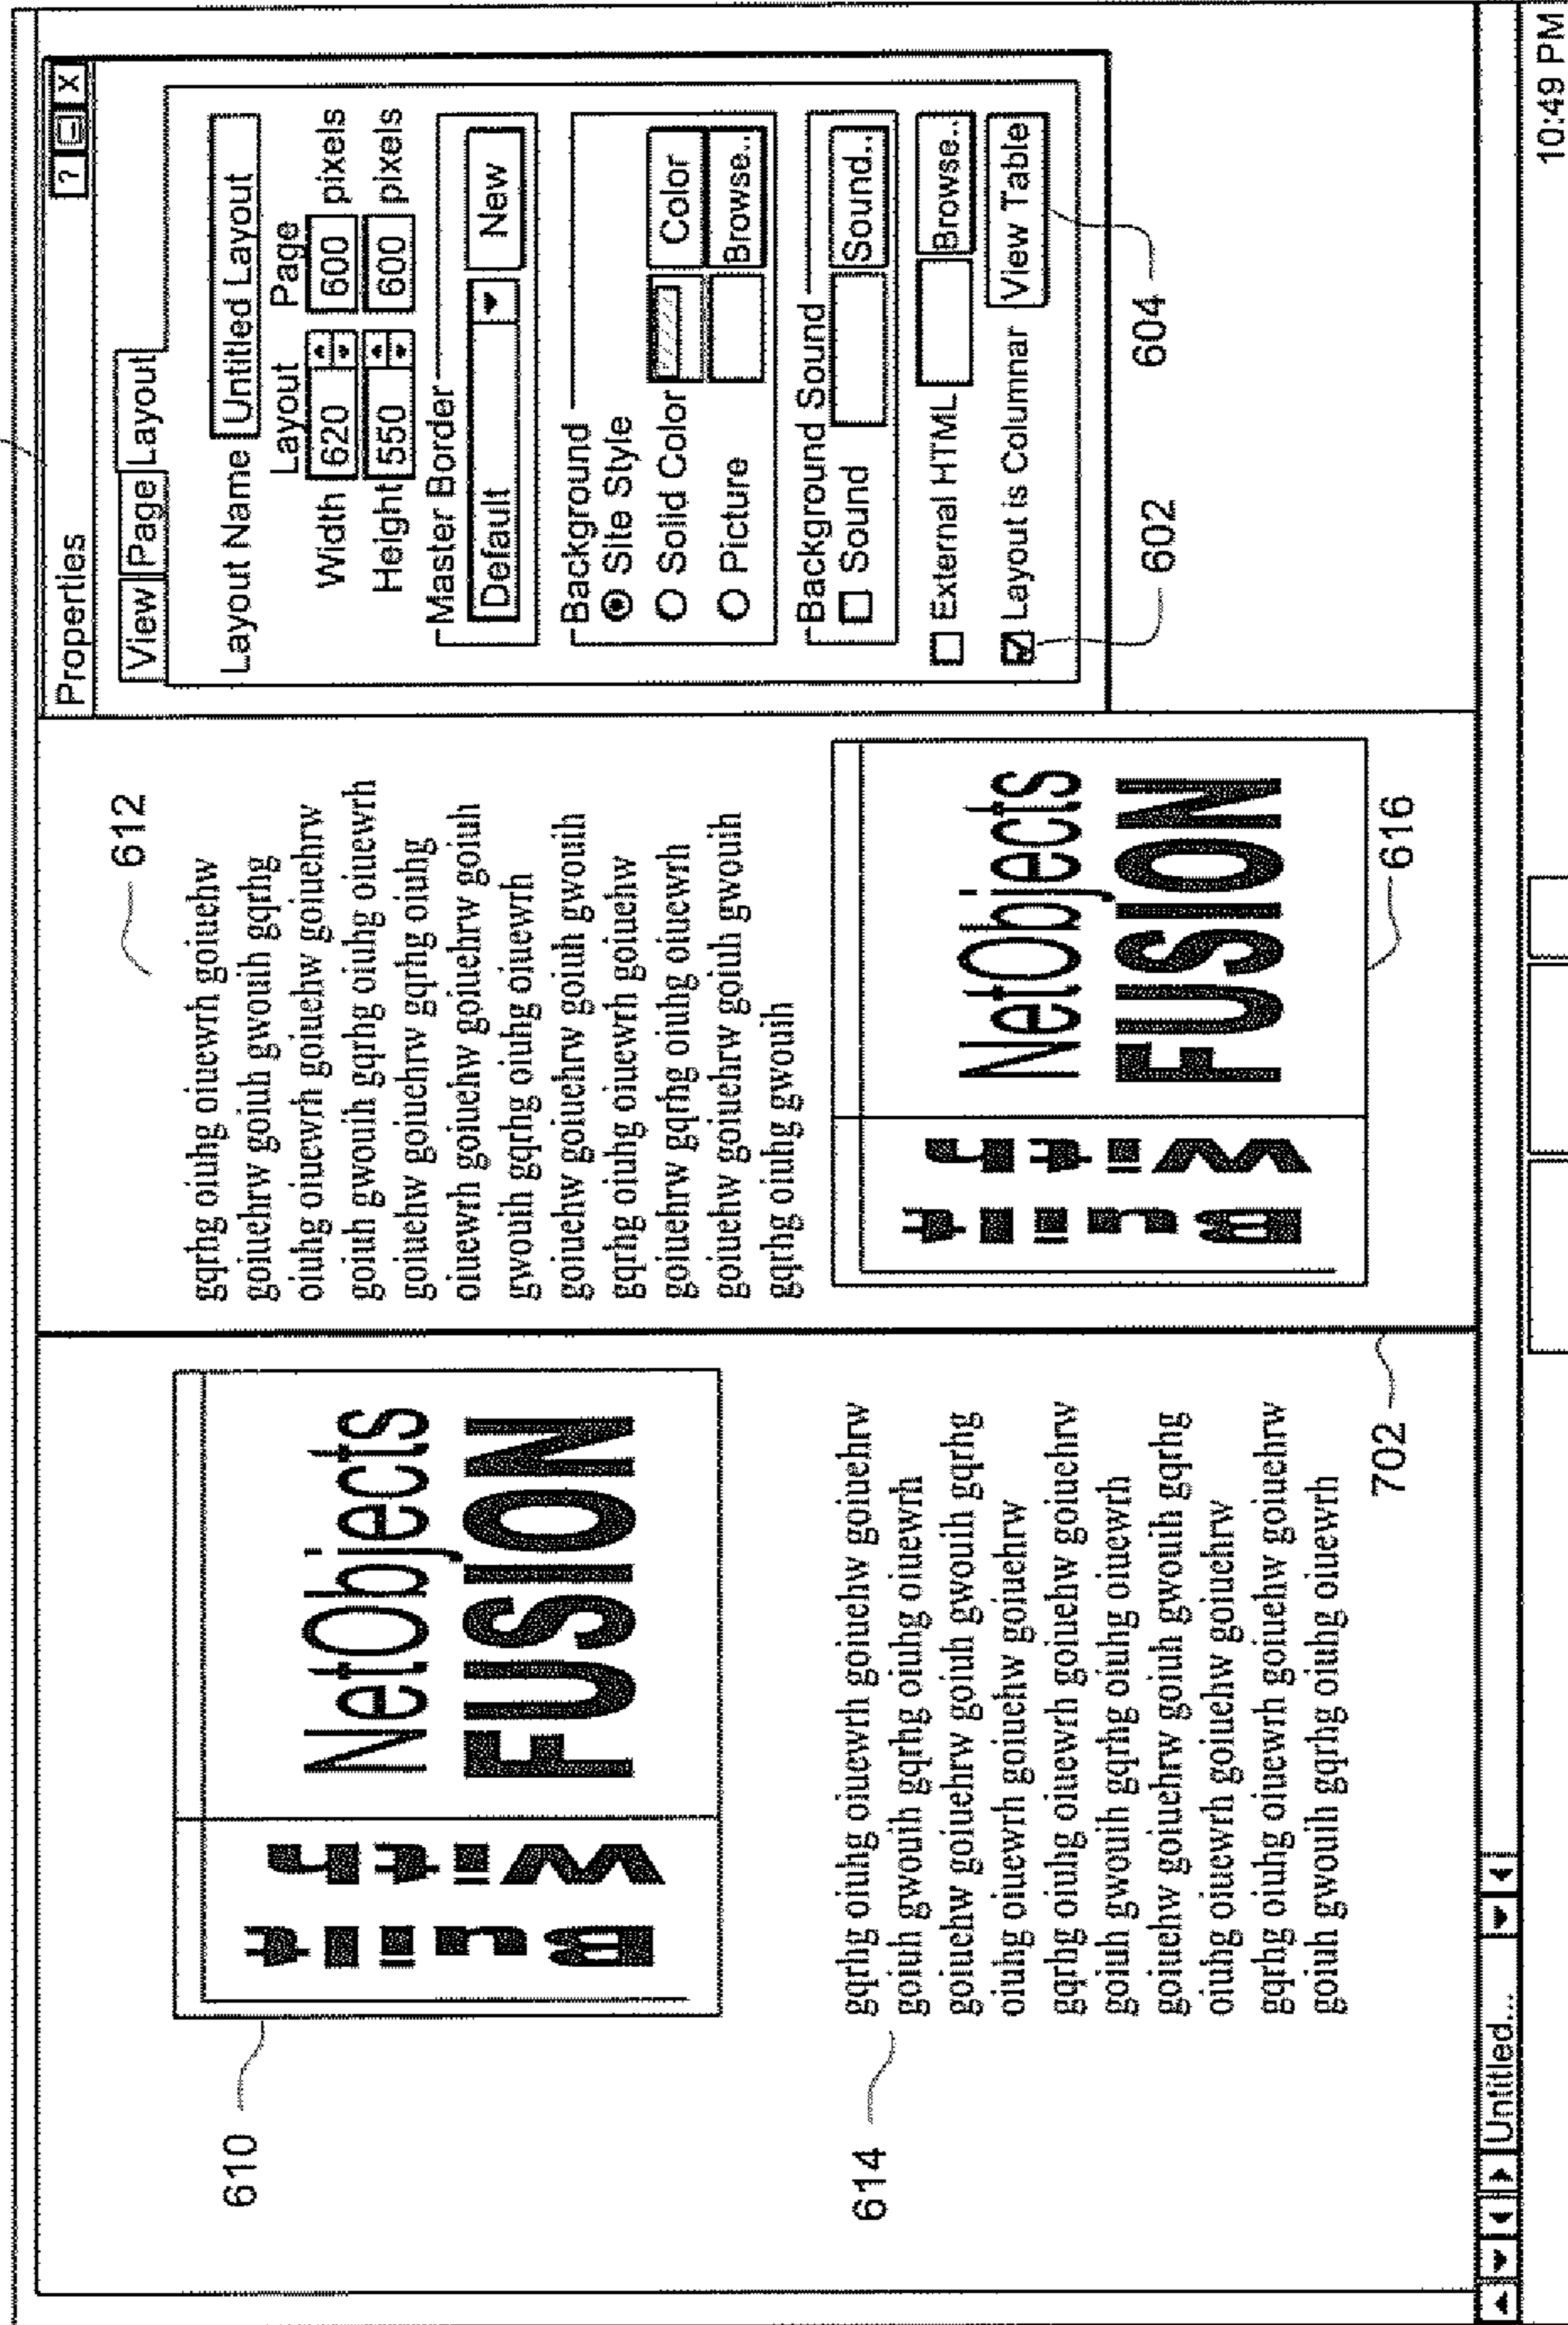 610
Built
With
NetObjects
FUSION
614
gqrhg oiuhg oiuewrh goiuehw goiuehrw
goiuh gwouih gqrhg oiuhg oiuewrh
goiuehw goiuehrw goiuh gwouih gqrhg
oiuhg oiuewrh goiuehw goiuehrw
gqrhg oiuhg oiuewrh goiuehw goiuehrw
goiuh gwouih gqrhg oiuhg oiuewrh
goiuehw goiuehrw goiuh gwouih gqrhg
oiuhg oiuewrh goiuehw goiuehrw
gqrhg oiuhg oiuewrh goiuehw goiuehrw
goiuh gwouih gqrhg oiuhg oiuewrh
702
612
gqrhg oiuhg oiuewrh goiuehw
goiuehrw goiuh gwouih gqrhg
oiuhg oiuewrh goiuehw goiuehrw
goiuh gwouih gqrhg oiuhg oiuewrh
goiuehw goiuehrw gqrhg oiuhg
oiuewrh goiuehw goiuehrw goiuh
gwouih gqrhg oiuhg oiuewrh
goiuehw goiuehrw goiuh gwouih
gqrhg oiuhg oiuewrh goiuehw
goiuehrw gqrhg oiuhg oiuewrh
goiuehw goiuehrw goiuh gwouih
gqrhg oiuhg gwouih
Built
With
NetObjects
FUSION
616
Properties ? X
View Page Layout
Layout Name Untitled Layout
Layout Page
Width 620 600 pixels
Height 550 600 pixels
Master Border
Default New
Background
Site Style
Solid Color Color
Picture Browse..
Background Sound
Sound Sound..
External HTML Browse..
Layout is Columnar View Table
602
604
Untitled...
10:49 PM